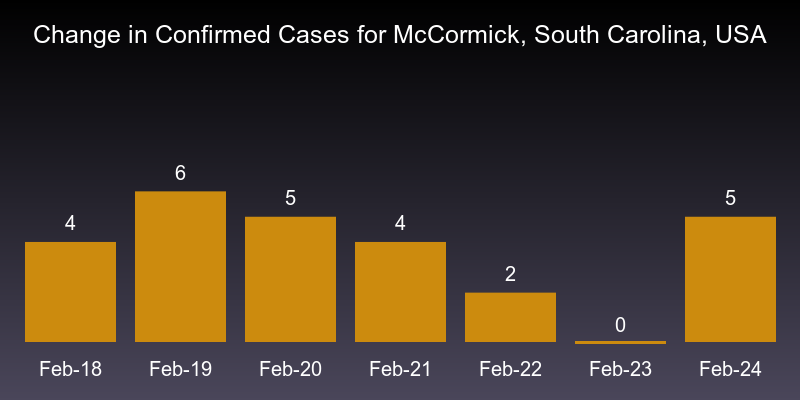 Change in Confirmed Cases for McCormick, South Carolina, USA
4
6
5
4
2
0
5
Feb-18
Feb-19
Feb-20
Feb-21
Feb-22
Feb-23
Feb-24